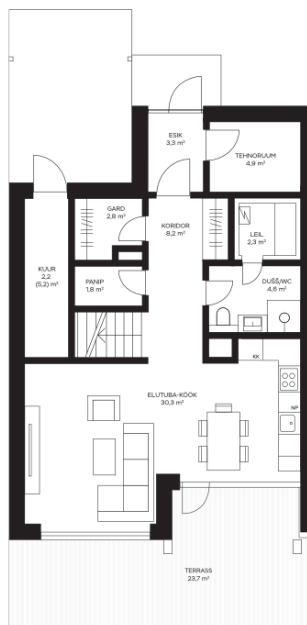 ESIK
3,3 m²
TEHNORUUM
4,9 m²
GARD
2,8 m²
KORIDOR
8,2 m²
LEIL
2,3 m²
KUUR
2,2
(5,2) m²
PANIP
1,8 m²
DUŠŠ/WC
4,6 m²
KK
ELUTUBA-KÖÖK
30,3 m²
NP
TERRASS
23,7 m²